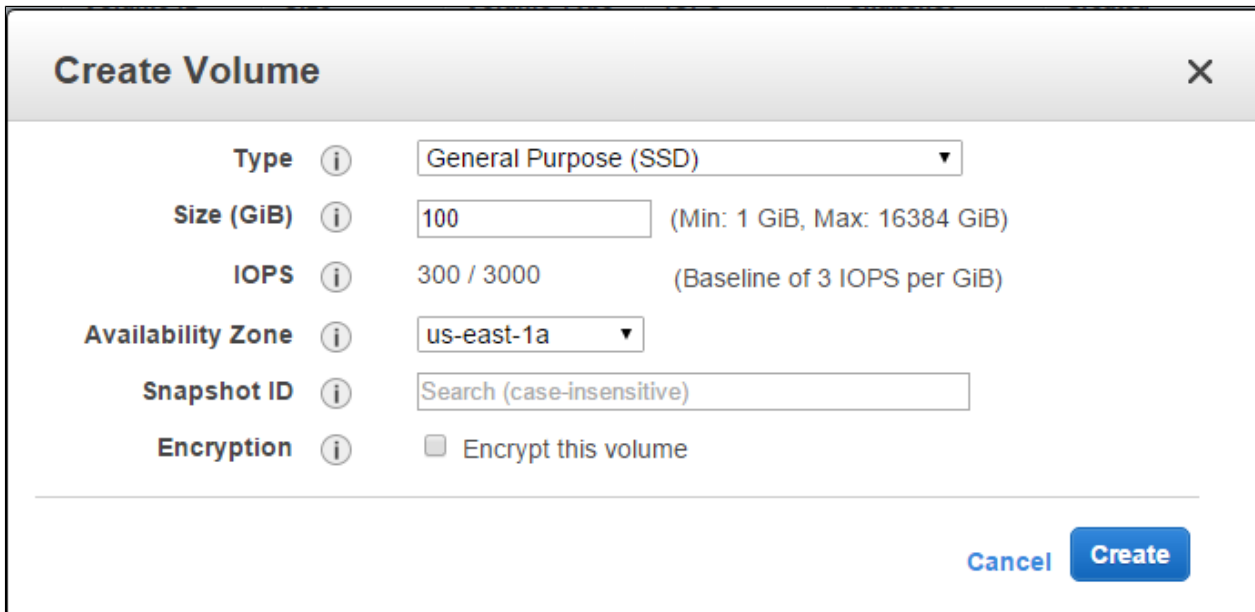 Create Volume
Type General Purpose (SSD)
Size (GiB) 100 (Min: 1 GiB, Max: 16384 GiB)
IOPS 300 / 3000 (Baseline of 3 IOPS per GiB)
Availability Zone us-east-1a
Snapshot ID Search (case-insensitive)
Encryption Encrypt this volume
Cancel Create